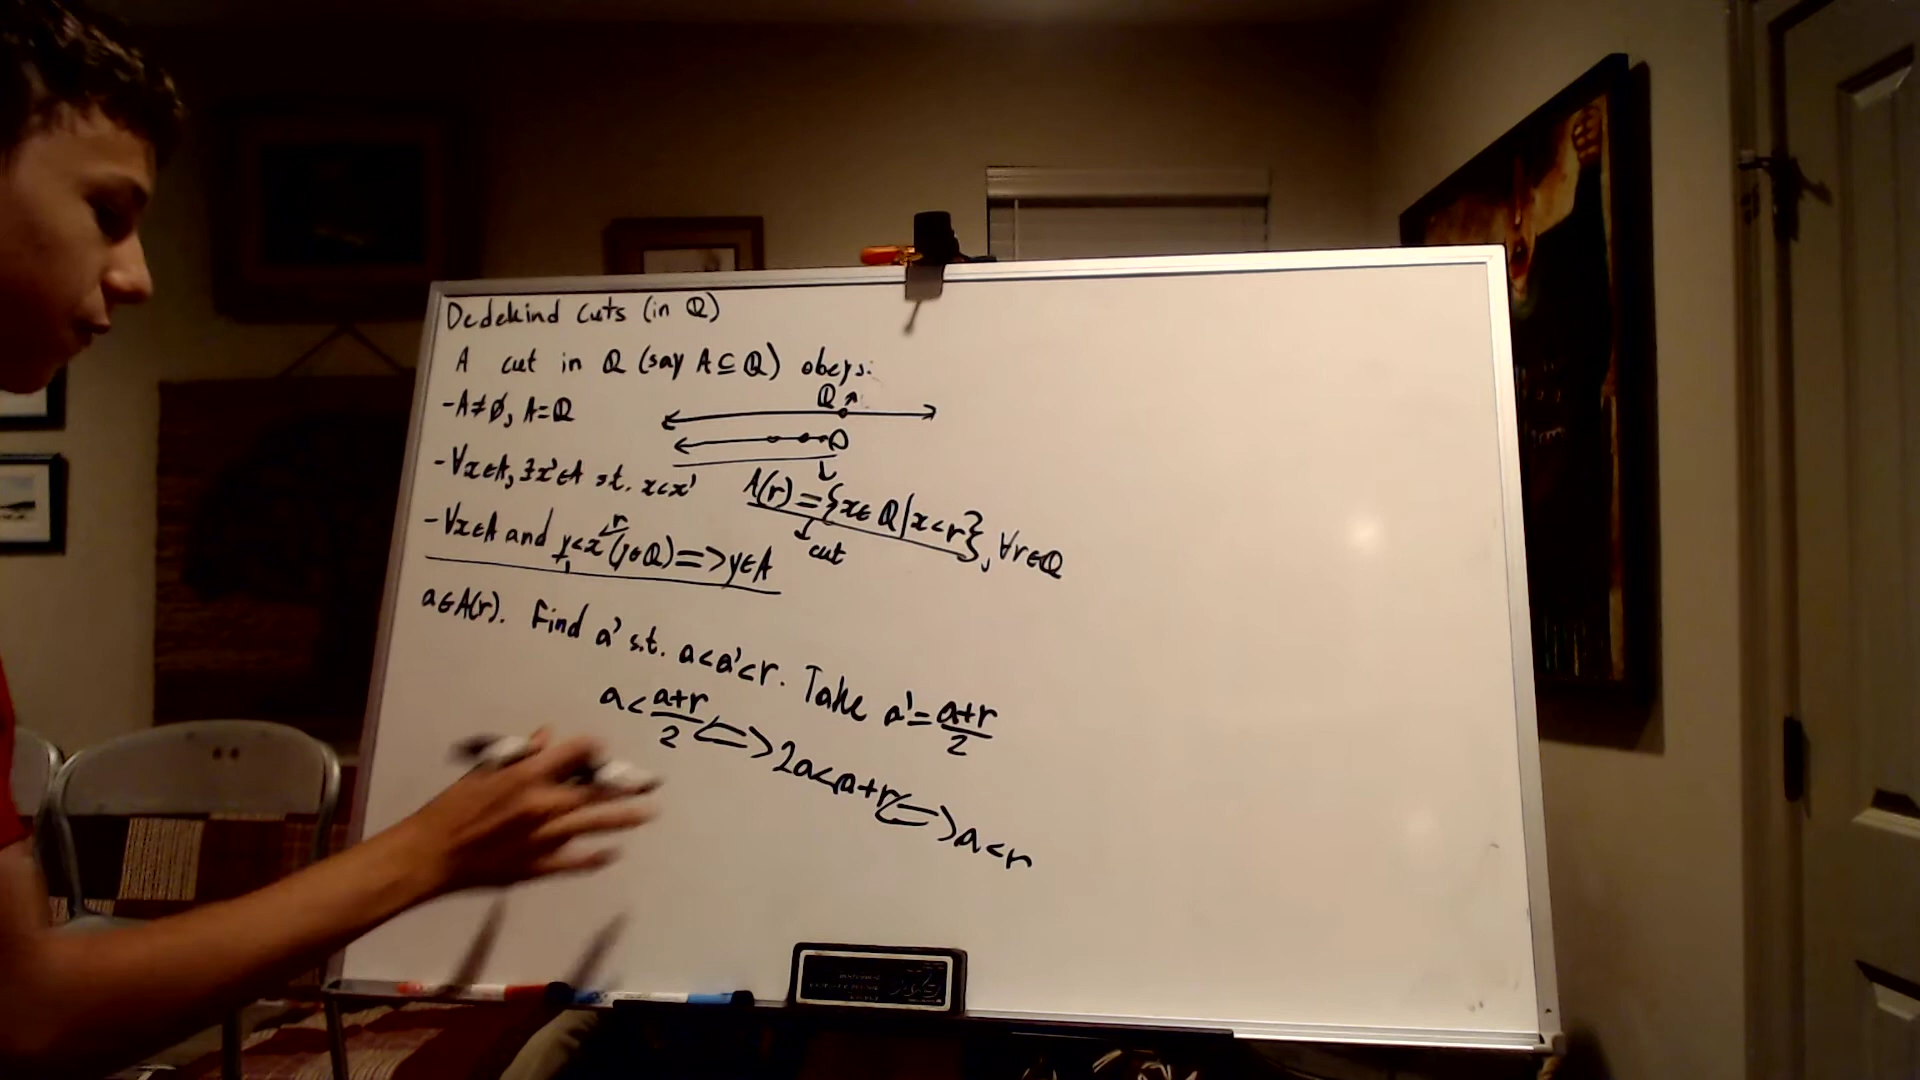 Dedekind cuts (in ℚ)
A cut in ℚ (say A⊆ℚ) obeys:
-A≠∅, A=ℚ
ℚ r
-∀x∈A, ∃x'∈A s.t. x<x'
A(r)={x∈ℚ|x<r}, ∀r∈ℚ
cut
-∀x∈A and y<x<r (y∈ℚ)=>y∈A
a∈A(r). Find a' s.t. a<a'<r. Take a'=(a+r)/2
a<(a+r)/2<=>2a<a+r<=>a<r